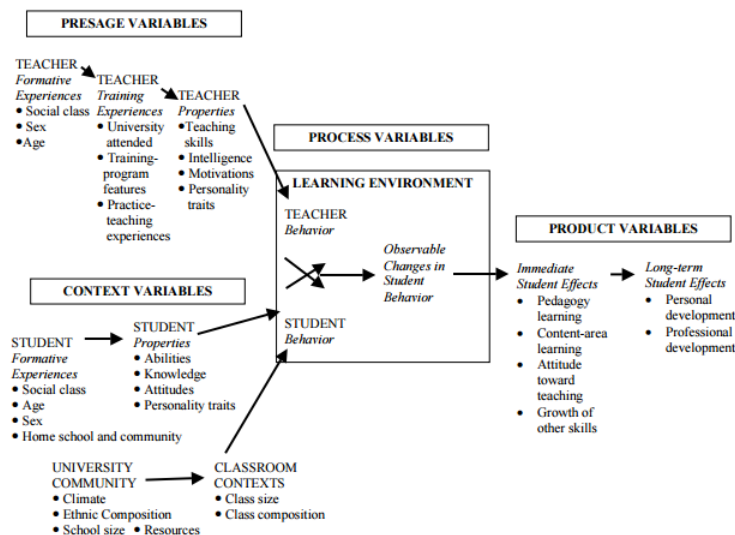 PRESAGE VARIABLES
TEACHER
Formative
Experiences
• Social class
• Sex
•Age
TEACHER
Training
Experiences
• University
attended
• Training-
program
features
• Practice-
teaching
experiences
TEACHER
Properties
•Teaching
skills
• Intelligence
• Motivations
• Personality
traits
PROCESS VARIABLES
LEARNING ENVIRONMENT
TEACHER
Behavior
Observable
Changes in
Student
Behavior
STUDENT
Behavior
PRODUCT VARIABLES
Immediate
Student Effects
• Pedagogy
learning
• Content-area
learning
• Attitude
toward
teaching
• Growth of
other skills
Long-term
Student Effects
• Personal
development
• Professional
development
CONTEXT VARIABLES
STUDENT
Formative
Experiences
• Social class
• Age
• Sex
• Home school and community
STUDENT
Properties
• Abilities
• Knowledge
• Attitudes
• Personality traits
UNIVERSITY
COMMUNITY
• Climate
• Ethnic Composition
• School size • Resources
CLASSROOM
CONTEXTS
• Class size
• Class composition